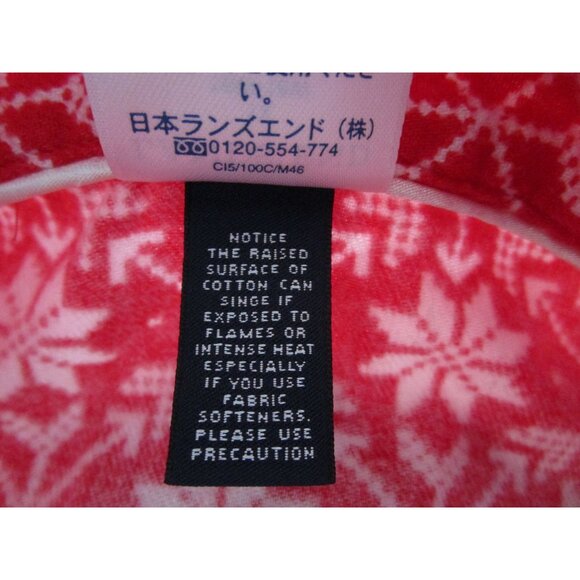 い。
日本ランズエンド（株）
0120-554-774
CI5/100C/M46
NOTICE
THE RAISED
SURFACE OF
COTTON CAN
SINGE IF
EXPOSED TO
FLAMES OR
INTENSE HEAT
ESPECIALLY
IF YOU USE
FABRIC
SOFTENERS.
PLEASE USE
PRECAUTION